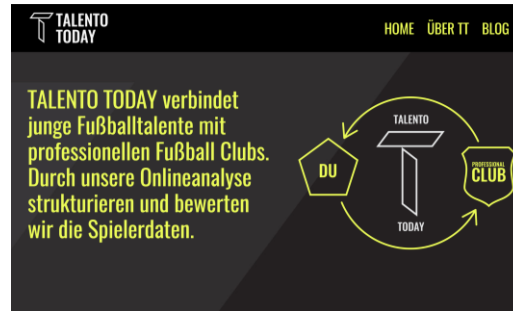 TALENTO
TODAY
HOME ÜBER TT BLOG
TALENTO TODAY verbindet
junge Fußballtalente mit
professionellen Fußball Clubs.
Durch unsere Onlineanalyse
strukturieren und bewerten
wir die Spielerdaten.
TALENTO
DU
PROFESSIONAL
CLUB
TODAY